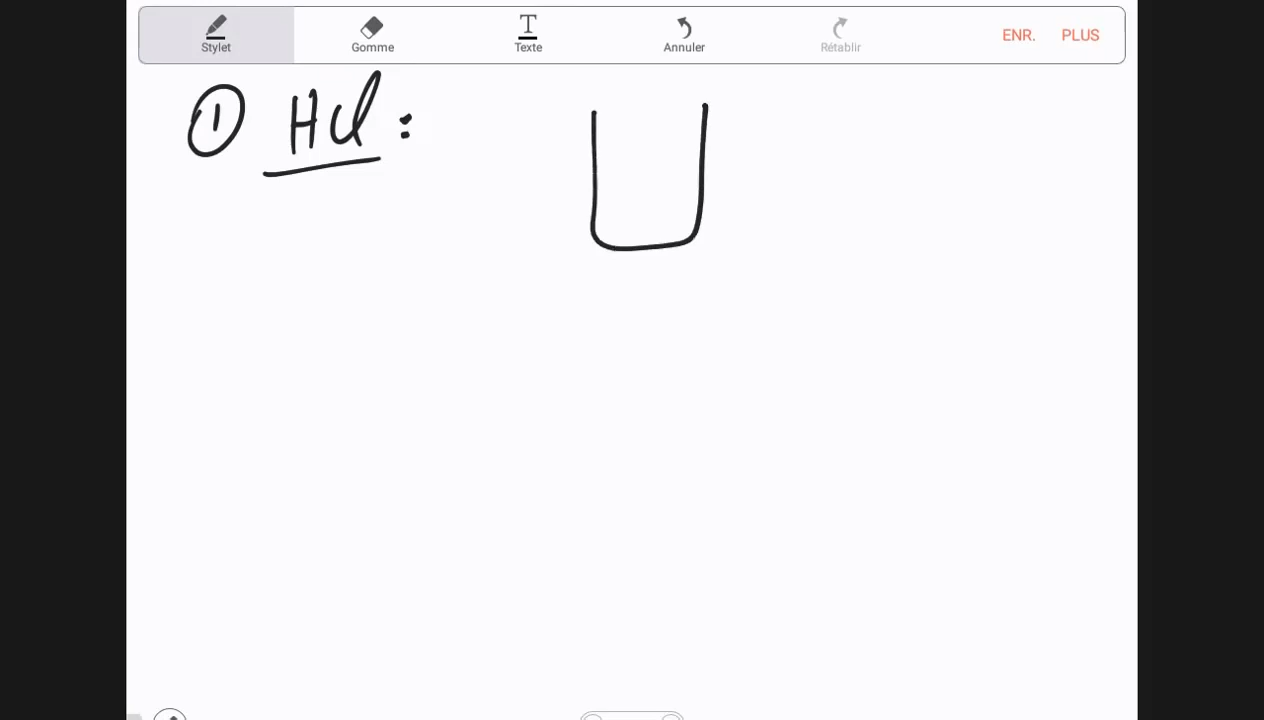 Stylet Gomme Texte Annuler Rétablir ENR. PLUS
① HCl :